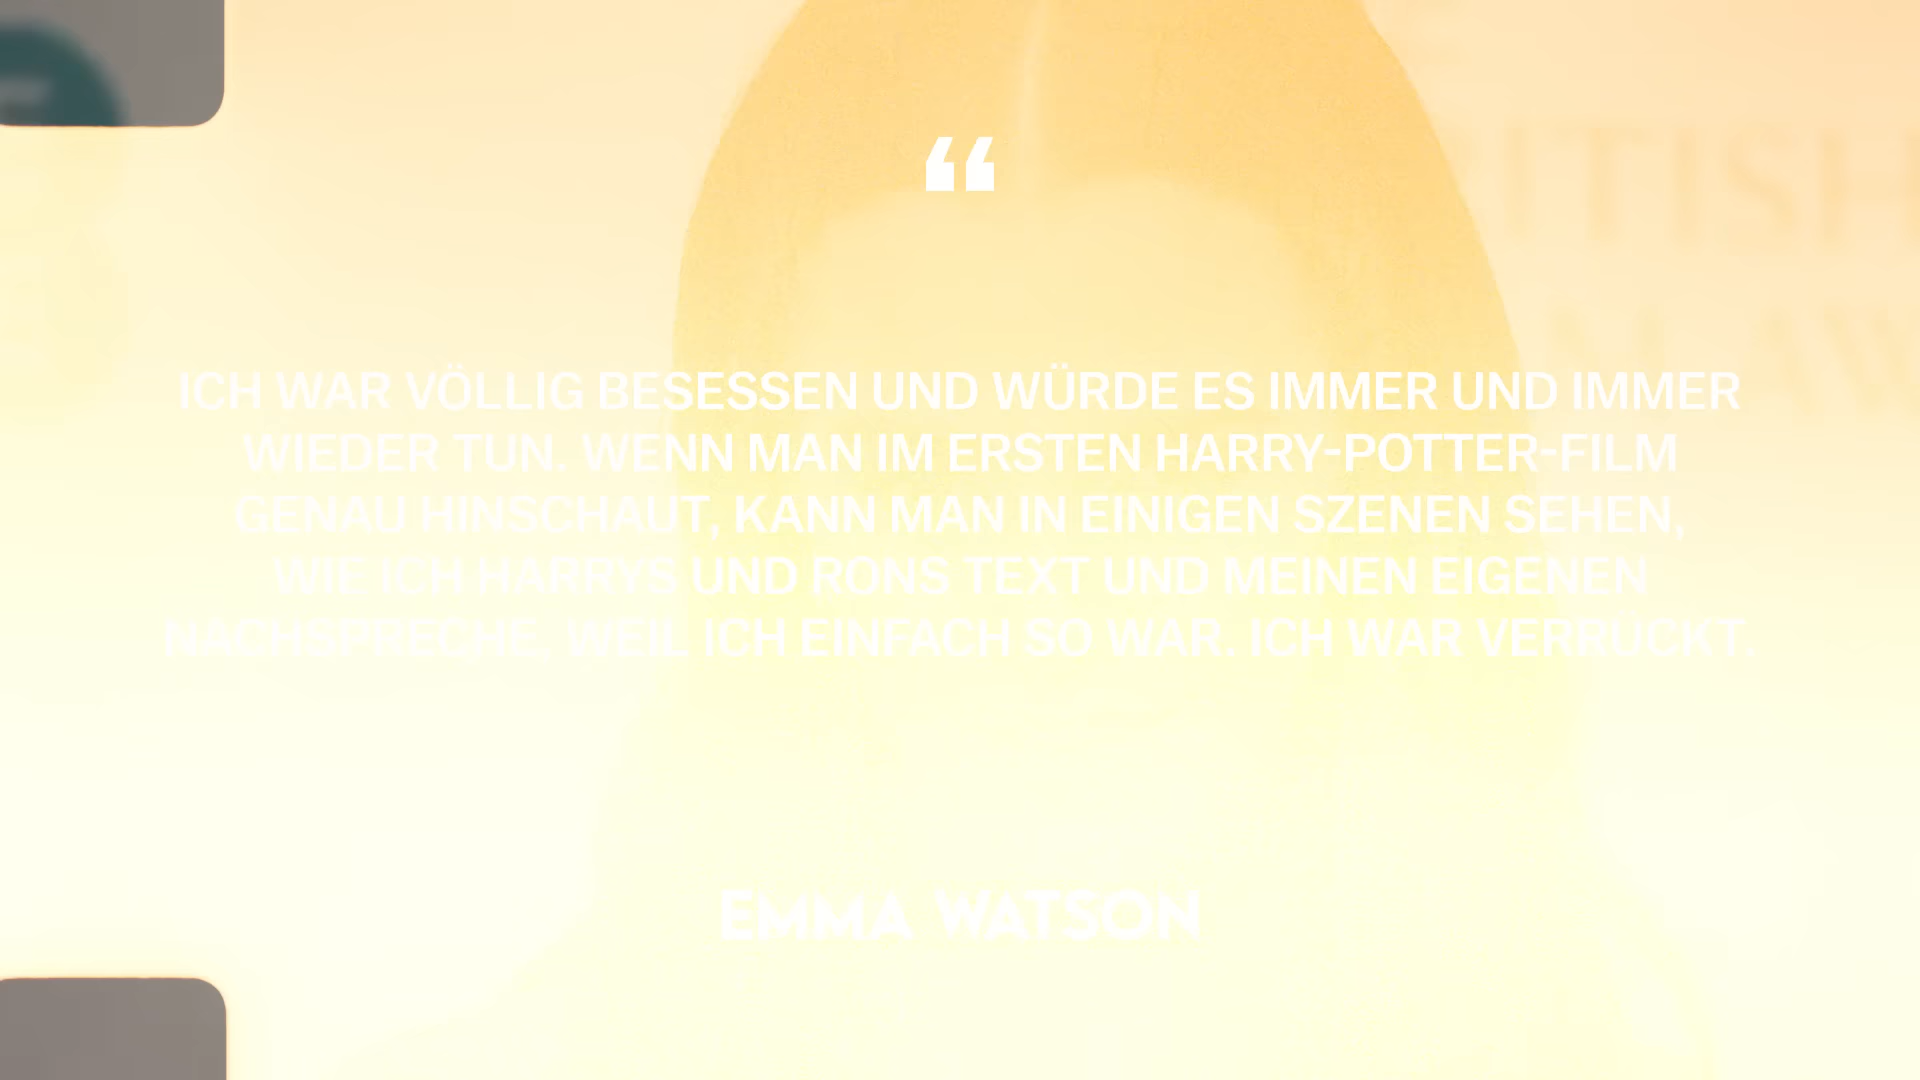 “
ICH WAR VÖLLIG BESESSEN UND WÜRDE ES IMMER UND IMMER
WIEDER TUN. WENN MAN IM ERSTEN HARRY-POTTER-FILM
GENAU HINSCHAUT, KANN MAN IN EINIGEN SZENEN SEHEN,
WIE ICH HARRYS UND RONS TEXT UND MEINEN EIGENEN
NACHSPRECHE, WEIL ICH EINFACH SO WAR. ICH WAR VERRÜCKT.
EMMA WATSON